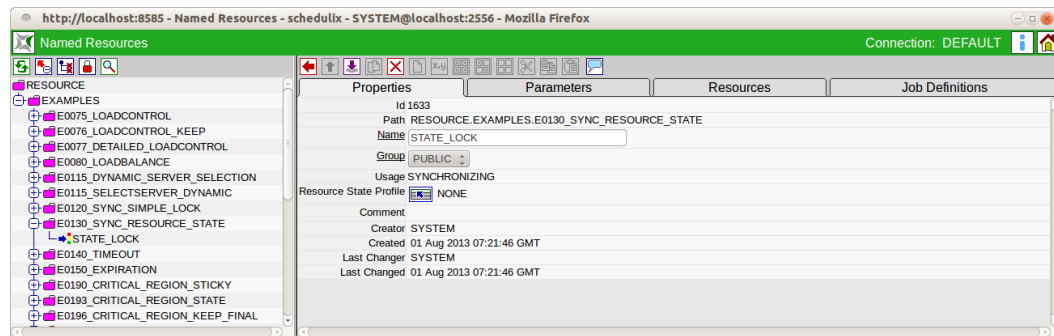 http://localhost:8585 - Named Resources - schedulix - SYSTEM@localhost:2556 - Mozilla Firefox
Named Resources
Connection: DEFAULT
RESOURCE
EXAMPLES
E0075_LOADCONTROL
E0076_LOADCONTROL_KEEP
E0077_DETAILED_LOADCONTROL
E0080_LOADBALANCE
E0115_DYNAMIC_SERVER_SELECTION
E0115_SELECTSERVER_DYNAMIC
E0120_SYNC_SIMPLE_LOCK
E0130_SYNC_RESOURCE_STATE
STATE_LOCK
E0140_TIMEOUT
E0150_EXPIRATION
E0190_CRITICAL_REGION_STICKY
E0193_CRITICAL_REGION_STATE
E0196_CRITICAL_REGION_KEEP_FINAL
x,y
Properties Parameters Resources Job Definitions
Id 1633
Path RESOURCE.EXAMPLES.E0130_SYNC_RESOURCE_STATE
Name STATE_LOCK
Group PUBLIC
Usage SYNCHRONIZING
Resource State Profile NONE
Comment
Creator SYSTEM
Created 01 Aug 2013 07:21:46 GMT
Last Changer SYSTEM
Last Changed 01 Aug 2013 07:21:46 GMT